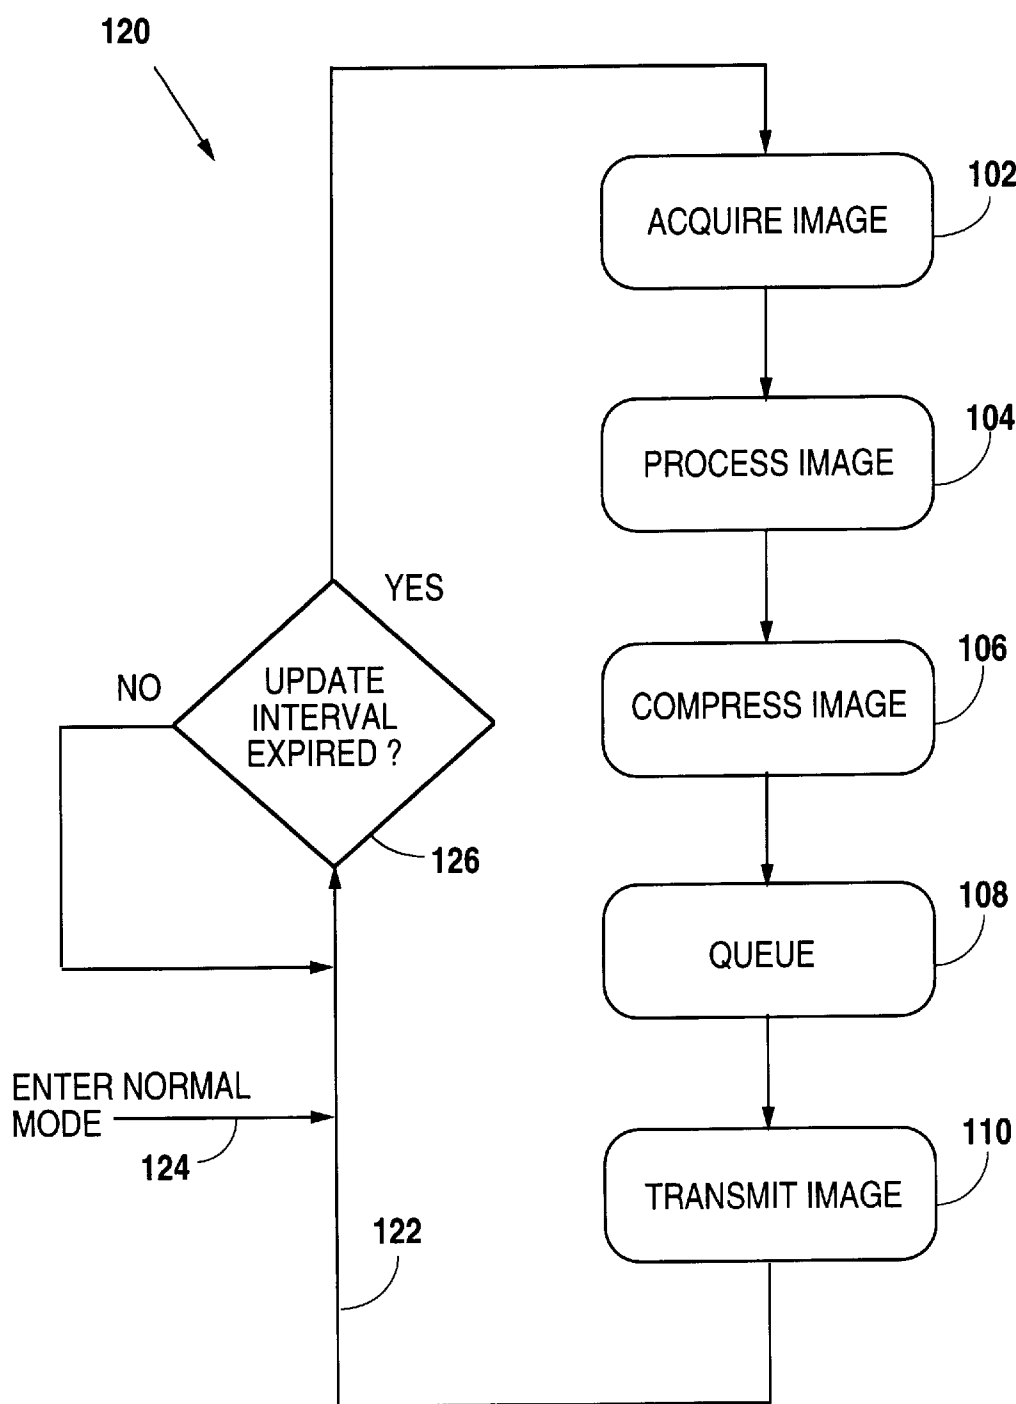 120
102
ACQUIRE IMAGE
104
PROCESS IMAGE
YES
NO
UPDATE
INTERVAL
EXPIRED ?
106
COMPRESS IMAGE
126
108
QUEUE
ENTER NORMAL
MODE
124
110
TRANSMIT IMAGE
122